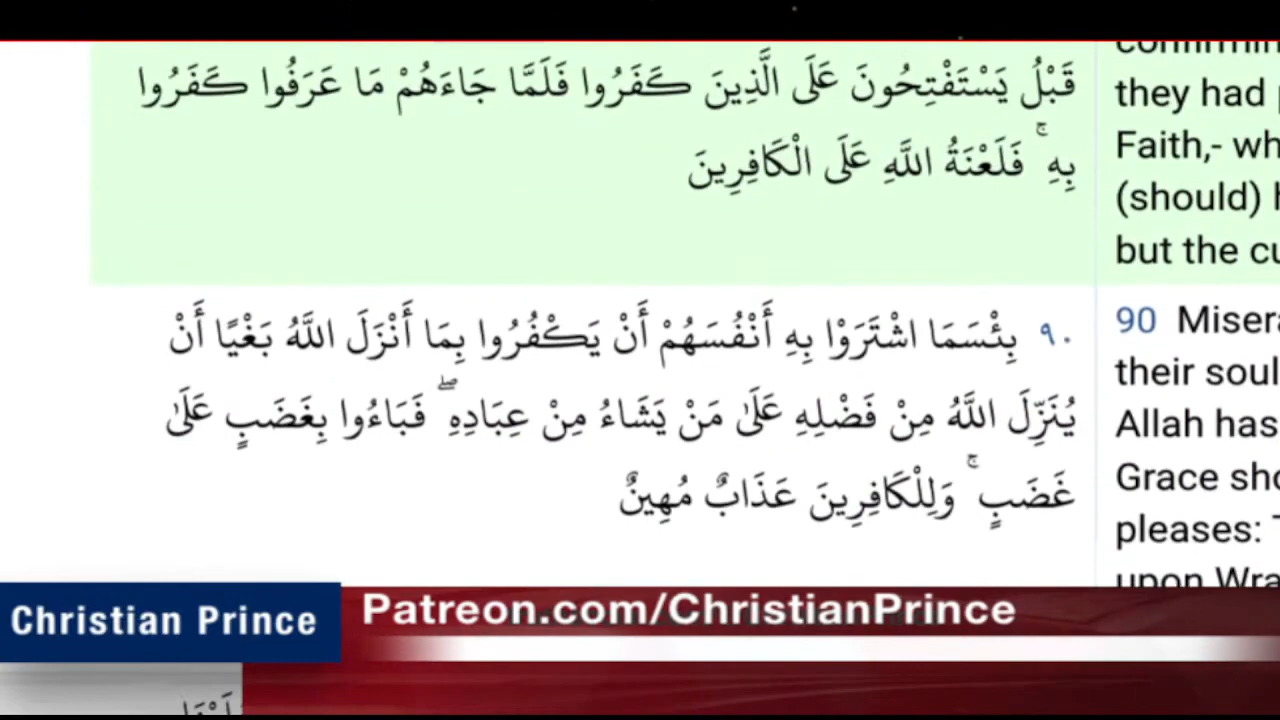 قَبْلُ يَسْتَفْتِحُونَ عَلَى الَّذِينَ كَفَرُوا فَلَمَّا جَاءَهُمْ مَا عَرَفُوا كَفَرُوا
بِهِ ۚ فَلَعْنَةُ اللَّهِ عَلَى الْكَافِرِينَ
they had
Faith,- wh
(should) h
but the cu
٩٠ بِئْسَمَا اشْتَرَوْا بِهِ أَنْفُسَهُمْ أَنْ يَكْفُرُوا بِمَا أَنْزَلَ اللَّهُ بَغْيًا أَنْ
يُنَزِّلَ اللَّهُ مِنْ فَضْلِهِ عَلَىٰ مَنْ يَشَاءُ مِنْ عِبَادِهِ ۖ فَبَاءُوا بِغَضَبٍ عَلَىٰ
غَضَبٍ ۚ وَلِلْكَافِرِينَ عَذَابٌ مُهِينٌ
90 Misera
their soul
Allah has
Grace sho
pleases: T
upon Wra
Christian Prince
Patreon.com/ChristianPrince